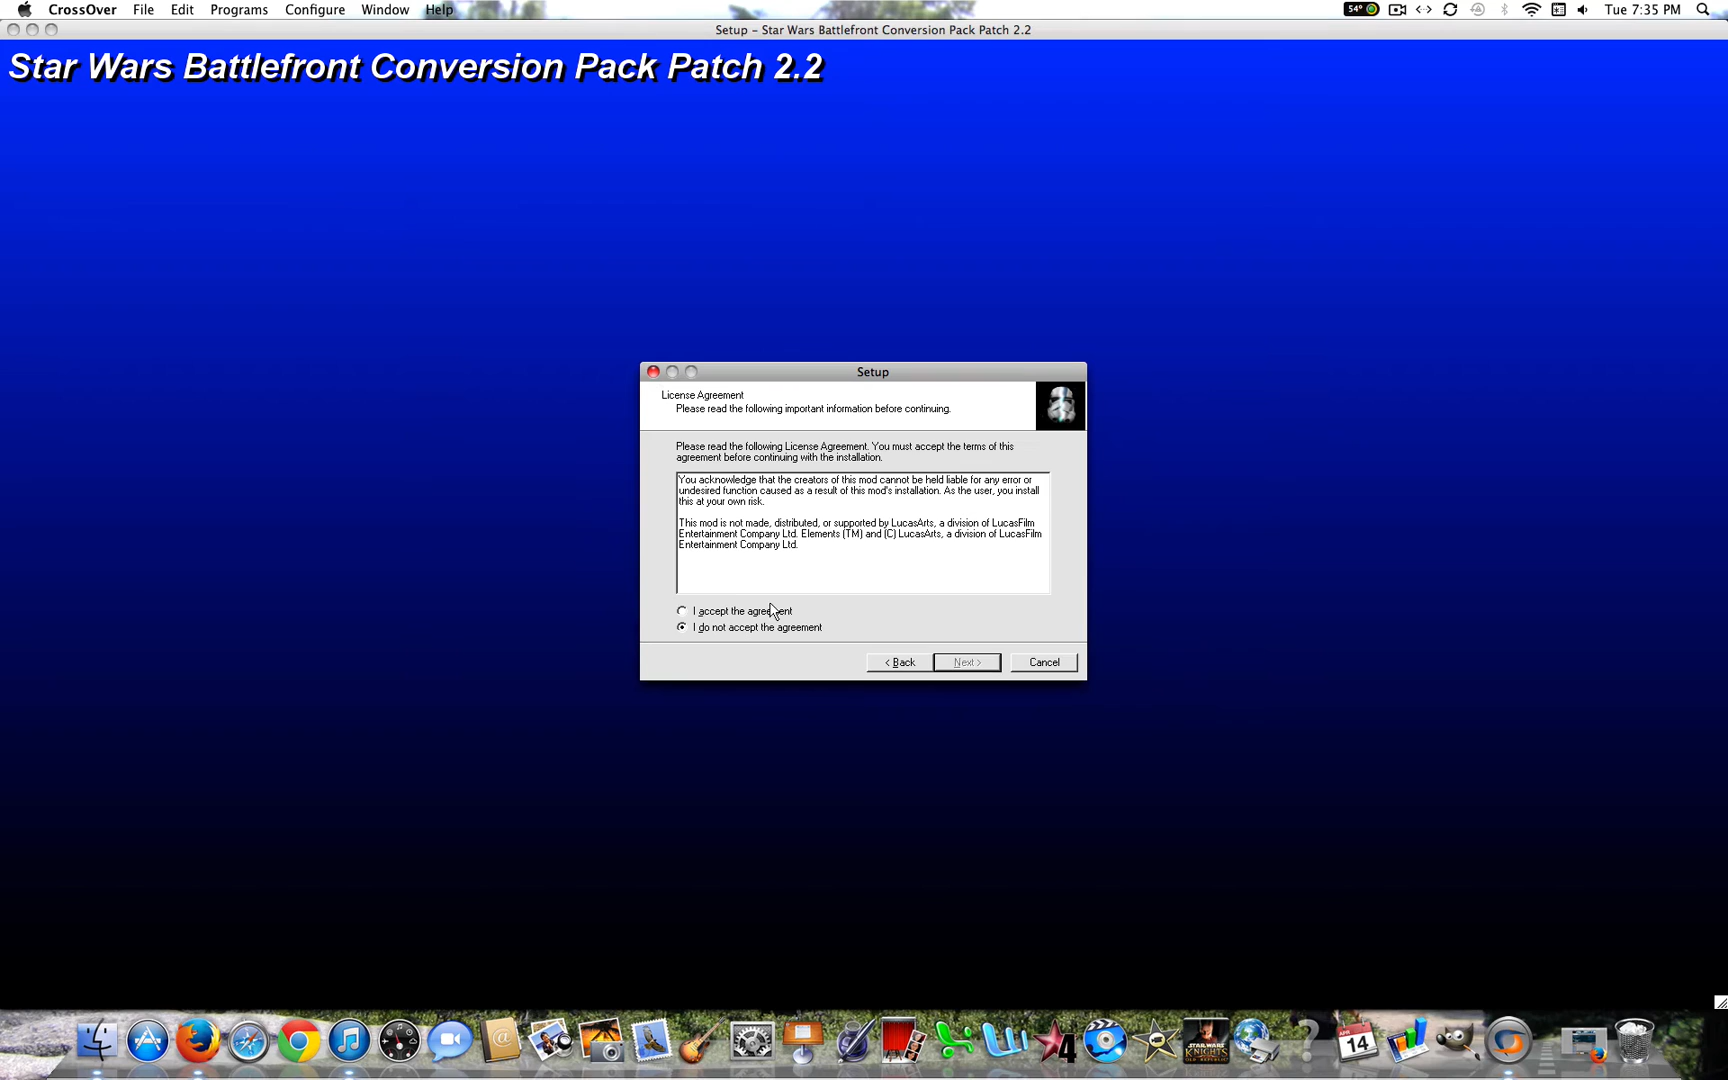 CrossOver File Edit Programs Configure Window Help 54° Tue 7:35 PM
Setup - Star Wars Battlefront Conversion Pack Patch 2.2
Star Wars Battlefront Conversion Pack Patch 2.2
Setup
License Agreement
Please read the following important information before continuing.
Please read the following License Agreement. You must accept the terms of this
agreement before continuing with the installation.
You acknowledge that the creators of this mod cannot be held liable for any error or
undesired function caused as a result of this mod's installation. As the user, you install
this at your own risk.
This mod is not made, distributed, or supported by LucasArts, a division of LucasFilm
Entertainment Company Ltd. Elements (TM) and (C) LucasArts, a division of LucasFilm
Entertainment Company Ltd.
I accept the agreement
I do not accept the agreement
< Back Next > Cancel
4 STAR WARS KNIGHTS ? APR 14